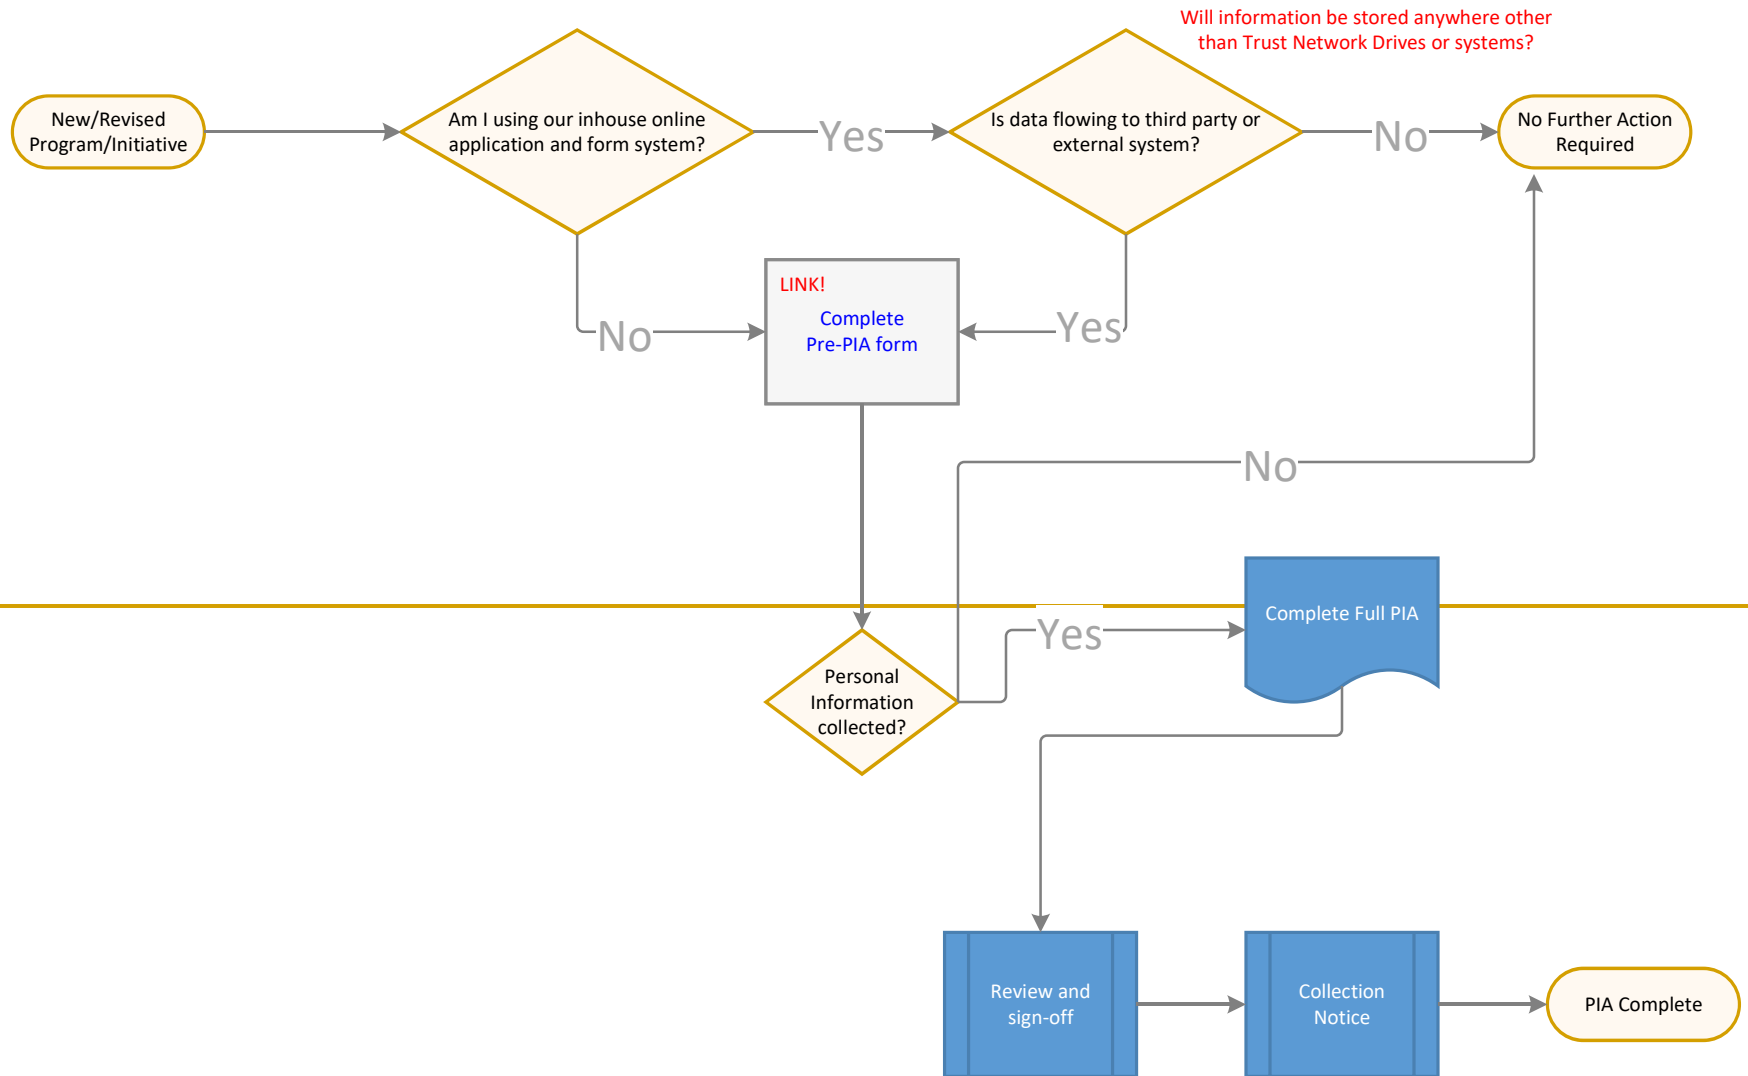 Will information be stored anywhere other
than Trust Network Drives or systems?
New/Revised
Program/Initiative
Am I using our inhouse online
application and form system?
Yes
Is data flowing to third party or
external system?
No
No Further Action
Required
LINK!
Complete
Pre-PIA form
No
Yes
No
Complete Full PIA
Yes
Personal
Information
collected?
Review and
sign-off
Collection
Notice
PIA Complete